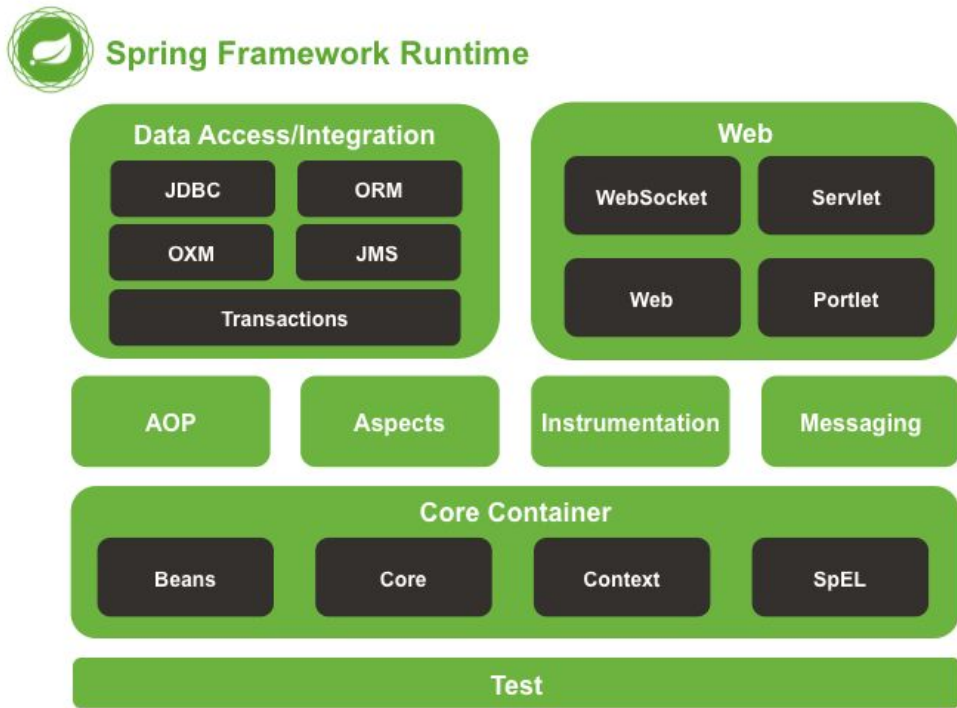 Spring Framework Runtime
Data Access/Integration
JDBC
ORM
OXM
JMS
Transactions
Web
WebSocket
Servlet
Web
Portlet
AOP
Aspects
Instrumentation
Messaging
Core Container
Beans
Core
Context
SpEL
Test